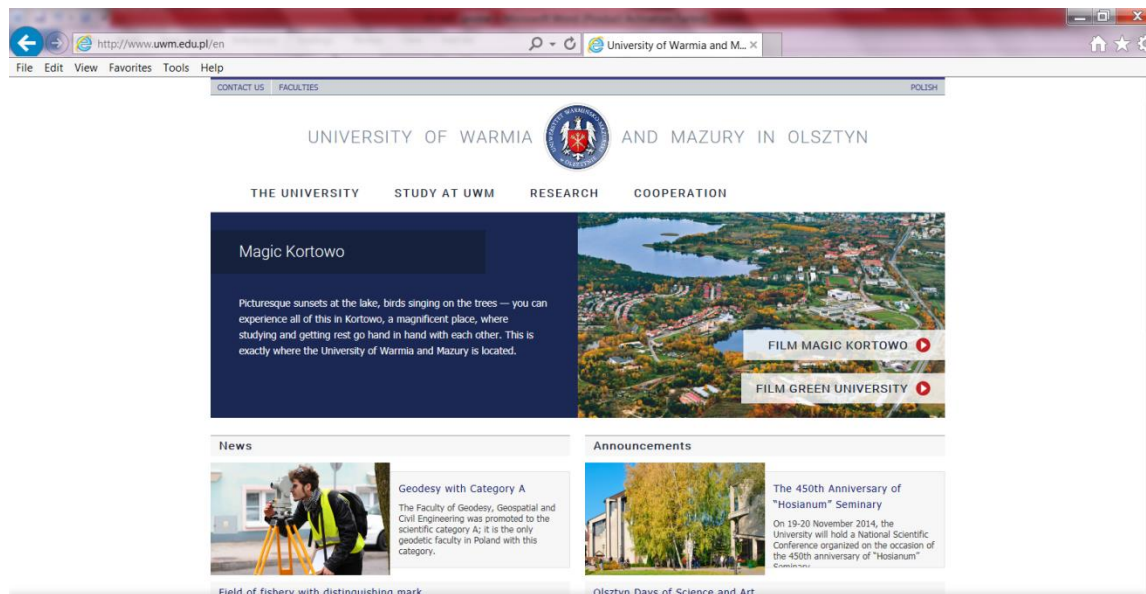 http://www.uwm.edu.pl/en
University of Warmia and M...
File Edit View Favorites Tools Help
CONTACT US FACULTIES POLISH
UNIVERSITY OF WARMIA AND MAZURY IN OLSZTYN
THE UNIVERSITY STUDY AT UWM RESEARCH COOPERATION
Magic Kortowo
Picturesque sunsets at the lake, birds singing on the trees — you can
experience all of this in Kortowo, a magnificent place, where
studying and getting rest go hand in hand with each other. This is
exactly where the University of Warmia and Mazury is located.
FILM MAGIC KORTOWO
FILM GREEN UNIVERSITY
News
Geodesy with Category A
The Faculty of Geodesy, Geospatial and
Civil Engineering was promoted to the
scientific category A; it is the only
geodetic faculty in Poland with this
category.
Field of fishery with distinguishing mark
Announcements
The 450th Anniversary of
"Hosianum" Seminary
On 19-20 November 2014, the
University will hold a National Scientific
Conference organized on the occasion of
the 450th anniversary of "Hosianum"
Seminary
Olsztyn Days of Science and Art